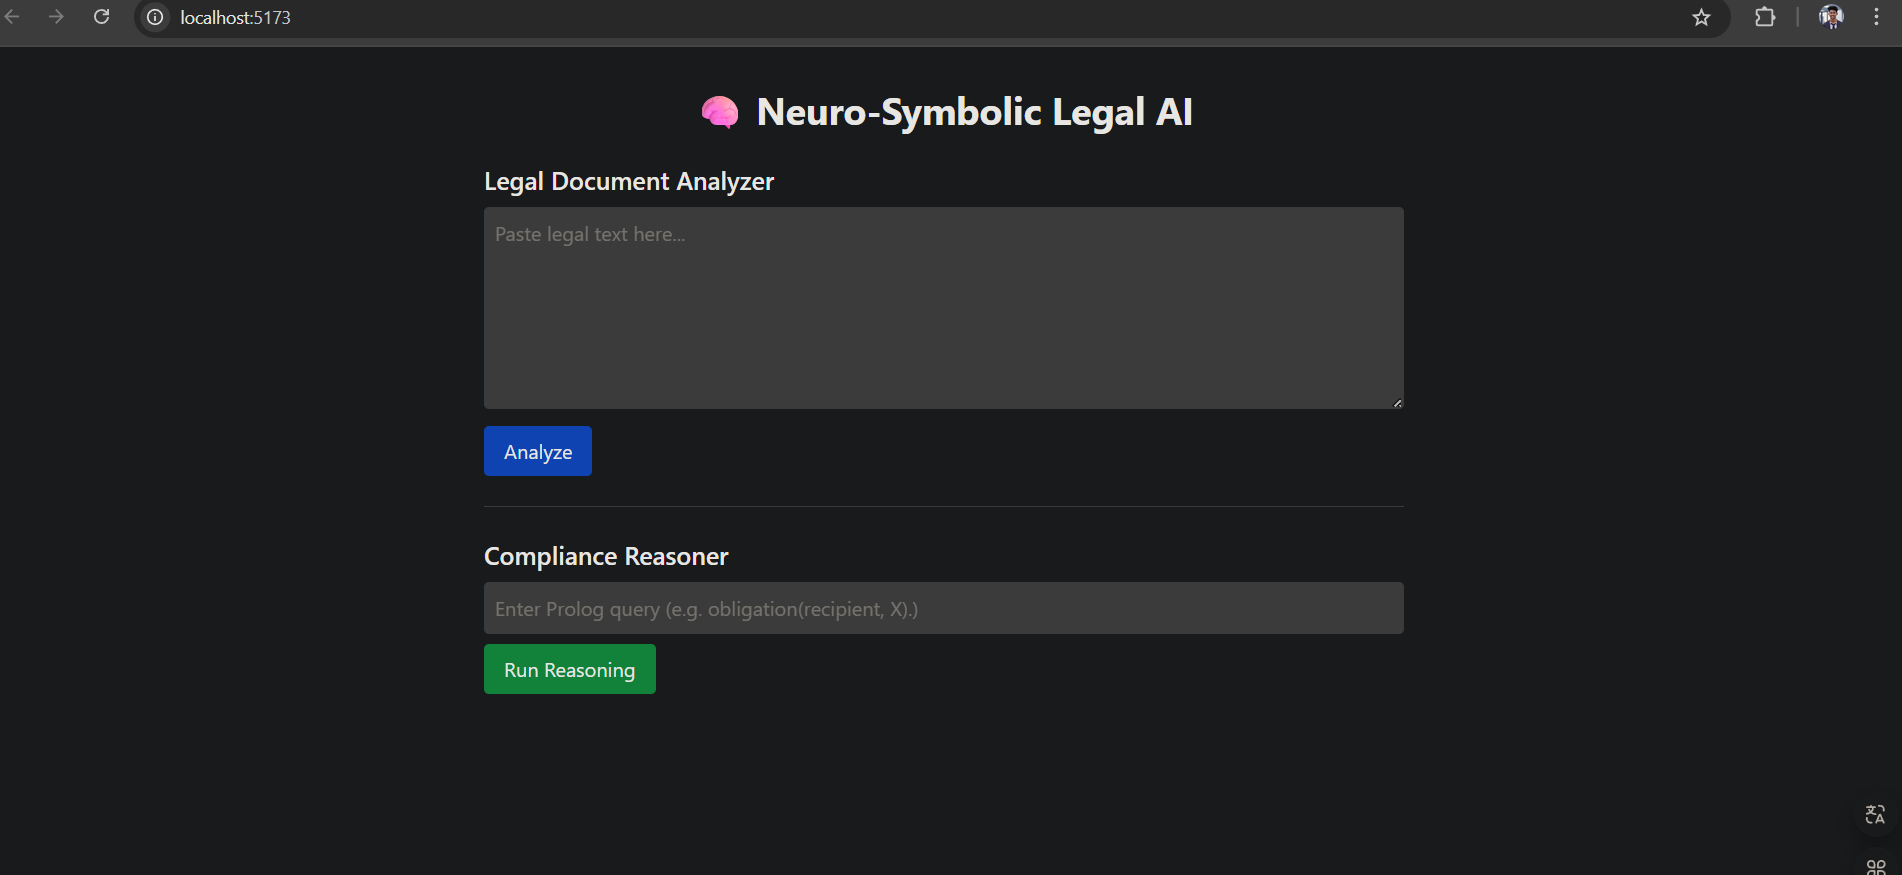 localhost:5173
Neuro-Symbolic Legal AI
Legal Document Analyzer
Paste legal text here...
Analyze
Compliance Reasoner
Enter Prolog query (e.g. obligation(recipient, X).)
Run Reasoning